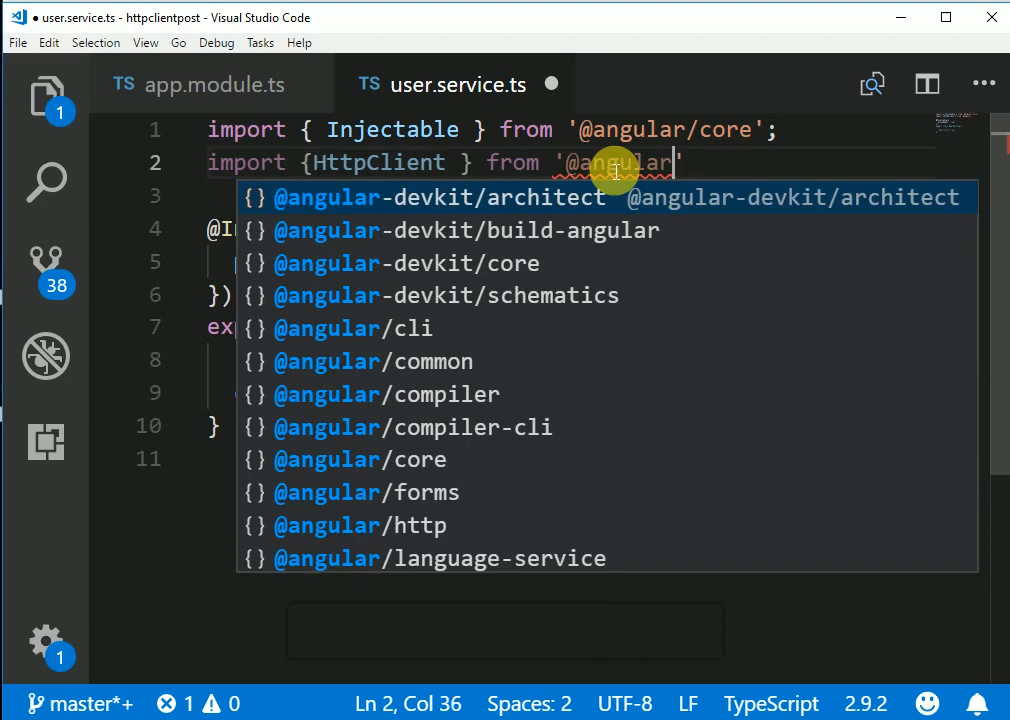 ● user.service.ts - httpclientpost - Visual Studio Code
File Edit Selection View Go Debug Tasks Help
1
TS app.module.ts
TS user.service.ts
1 import { Injectable } from '@angular/core';
2 import {HttpClient } from '@angular'
3 {} @angular-devkit/architect @angular-devkit/architect
4 @I {} @angular-devkit/build-angular
5 {} @angular-devkit/core
6 }) {} @angular-devkit/schematics
38
7 exp {} @angular/cli
8 {} @angular/common
9 {} @angular/compiler
10 } {} @angular/compiler-cli
11 {} @angular/core
{} @angular/forms
{} @angular/http
{} @angular/language-service
1
master*+ 1 0 Ln 2, Col 36 Spaces: 2 UTF-8 LF TypeScript 2.9.2